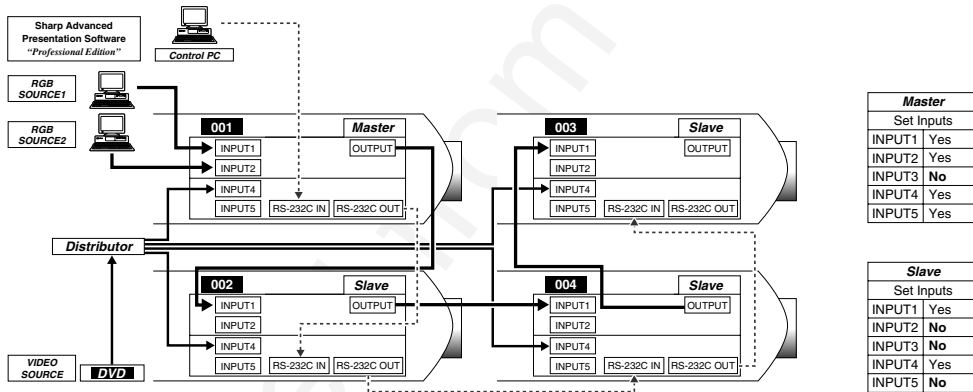 Sharp Advanced
Presentation Software
“Professional Edition”
Control PC
RGB
SOURCE1
RGB
SOURCE2
001
Master
INPUT1
OUTPUT
INPUT2
INPUT4
INPUT5
RS-232C IN
RS-232C OUT
003
Slave
INPUT1
OUTPUT
INPUT2
INPUT4
INPUT5
RS-232C IN
RS-232C OUT
Distributor
002
Slave
INPUT1
OUTPUT
INPUT2
INPUT4
INPUT5
RS-232C IN
RS-232C OUT
004
Slave
INPUT1
OUTPUT
INPUT2
INPUT4
INPUT5
RS-232C IN
RS-232C OUT
VIDEO
SOURCE
DVD
Master
Set Inputs
INPUT1 Yes
INPUT2 Yes
INPUT3 No
INPUT4 Yes
INPUT5 Yes
Slave
Set Inputs
INPUT1 Yes
INPUT2 No
INPUT3 No
INPUT4 Yes
INPUT5 No